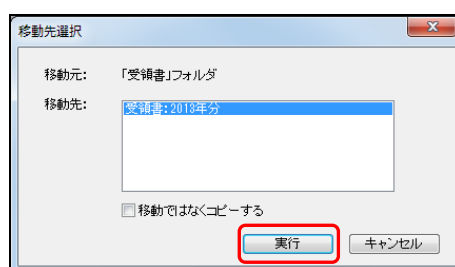 移動先選択
移動元: 「受領書」フォルダ
移動先: 受領書:2013年分
移動ではなくコピーする
実行 キャンセル